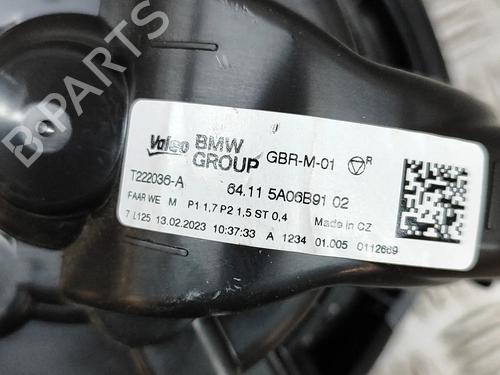 B-PARTS
Valeo BMW GROUP GBR-M-01 R
T222036-A 64.11 5A06B91 02
FAAR WE M P1 1,7 P2 1,5 ST 0,4 Made in CZ
7 L125 13.02.2023 10:37:33 A 1234 01.005 0112669